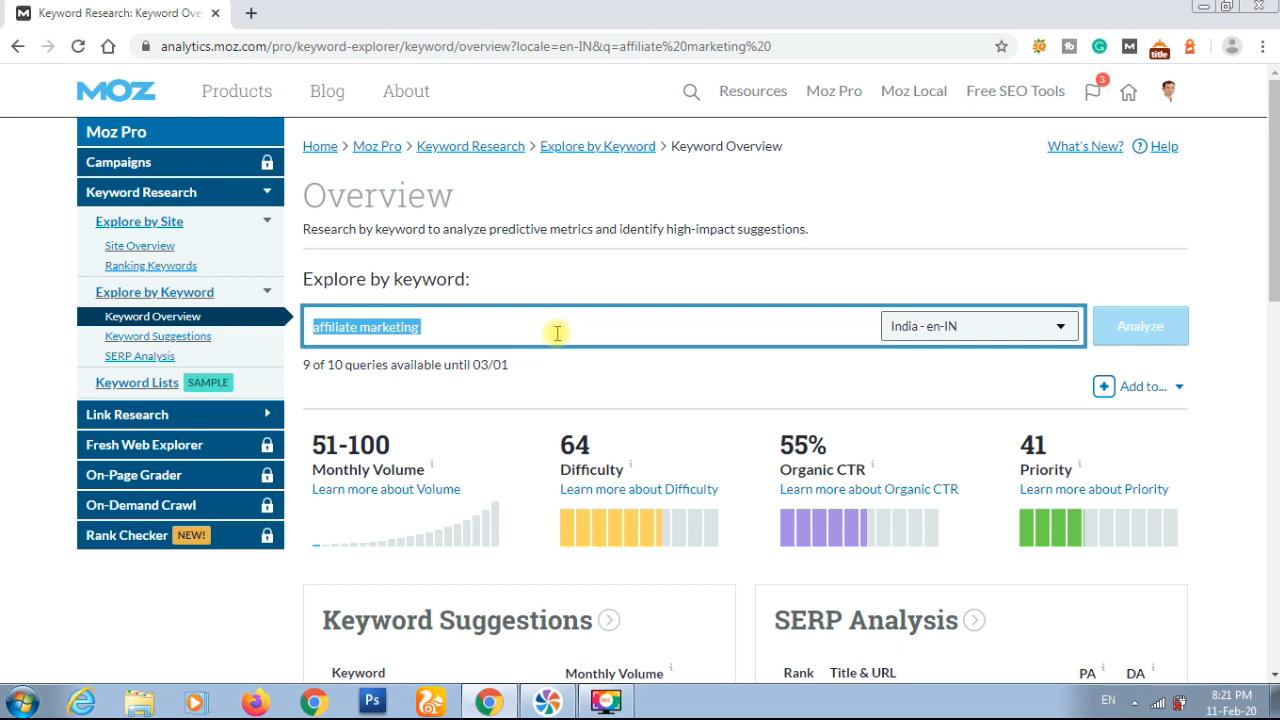 Keyword Research: Keyword Ove
analytics.moz.com/pro/keyword-explorer/keyword/overview?locale=en-IN&q=affiliate%20marketing%20
title
MOZ
Products
Blog
About
Resources
Moz Pro
Moz Local
Free SEO Tools
3
Moz Pro
Campaigns
Keyword Research
Explore by Site
Site Overview
Ranking Keywords
Explore by Keyword
Keyword Overview
Keyword Suggestions
SERP Analysis
Keyword Lists SAMPLE
Link Research
Fresh Web Explorer
On-Page Grader
On-Demand Crawl
Rank Checker NEW!
Home > Moz Pro > Keyword Research > Explore by Keyword > Keyword Overview
What's New? ? Help
Overview
Research by keyword to analyze predictive metrics and identify high-impact suggestions.
Explore by keyword:
affiliate marketing
India - en-IN
Analyze
9 of 10 queries available until 03/01
Add to...
51-100
Monthly Volume i
Learn more about Volume
64
Difficulty i
Learn more about Difficulty
55%
Organic CTR i
Learn more about Organic CTR
41
Priority i
Learn more about Priority
Keyword Suggestions
Keyword Monthly Volume i
SERP Analysis
Rank Title & URL PA i DA i
Ps
EN
8:21 PM
11-Feb-20